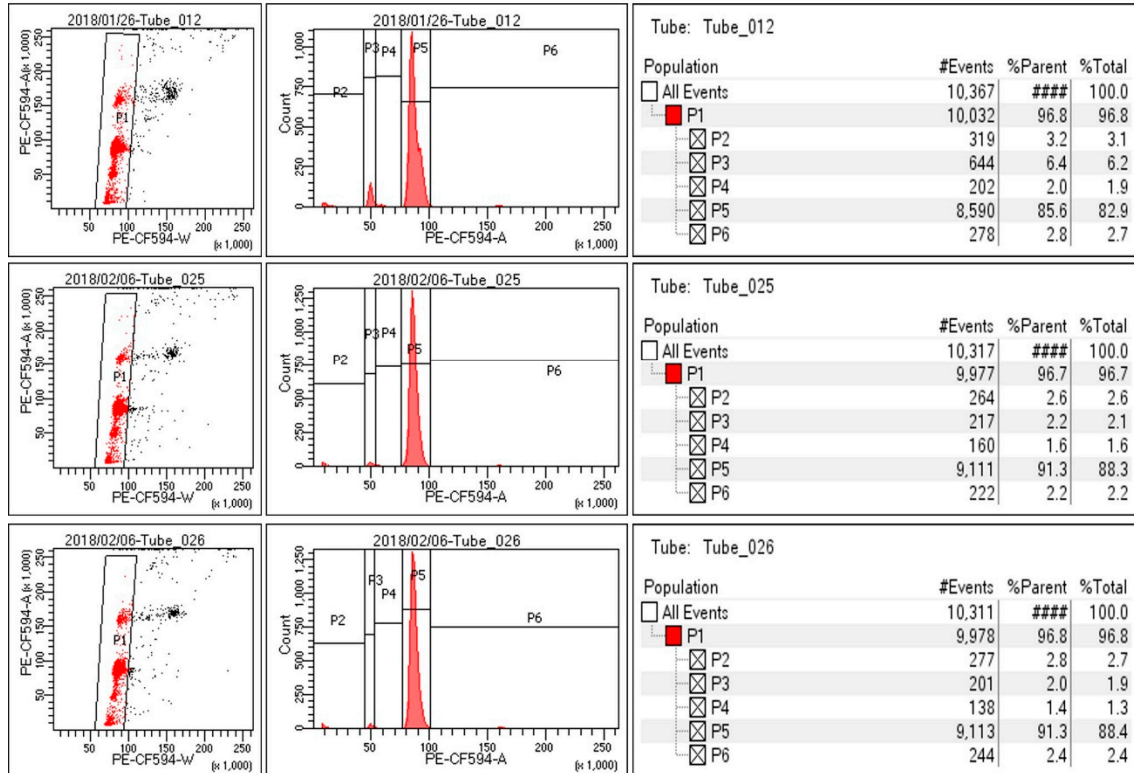 2018/01/26-Tube_012
PE-CF594-A (x 1,000)
250
200
150
100
50
P1
50 100 150 200 250
PE-CF594-W
(x 1,000)
2018/01/26-Tube_012
Count
1,000
750
500
250
0
P2
P3
P4
P5
P6
50 100 150 200 250
PE-CF594-A
(x 1,000)
Tube: Tube_012
Population #Events %Parent %Total
All Events 10,367 #### 100.0
P1 10,032 96.8 96.8
P2 319 3.2 3.1
P3 644 6.4 6.2
P4 202 2.0 1.9
P5 8,590 85.6 82.9
P6 278 2.8 2.7
2018/02/06-Tube_025
PE-CF594-A (x 1,000)
250
200
150
100
50
P1
50 100 150 200 250
PE-CF594-W
(x 1,000)
2018/02/06-Tube_025
Count
1,250
1,000
750
500
250
0
P2
P3
P4
P5
P6
50 100 150 200 250
PE-CF594-A
(x 1,000)
Tube: Tube_025
Population #Events %Parent %Total
All Events 10,317 #### 100.0
P1 9,977 96.7 96.7
P2 264 2.6 2.6
P3 217 2.2 2.1
P4 160 1.6 1.6
P5 9,111 91.3 88.3
P6 222 2.2 2.2
2018/02/06-Tube_026
PE-CF594-A (x 1,000)
250
200
150
100
50
P1
50 100 150 200 250
PE-CF594-W
(x 1,000)
2018/02/06-Tube_026
Count
1,250
1,000
750
500
250
0
P2
P3
P4
P5
P6
50 100 150 200 250
PE-CF594-A
(x 1,000)
Tube: Tube_026
Population #Events %Parent %Total
All Events 10,311 #### 100.0
P1 9,978 96.8 96.8
P2 277 2.8 2.7
P3 201 2.0 1.9
P4 138 1.4 1.3
P5 9,113 91.3 88.4
P6 244 2.4 2.4